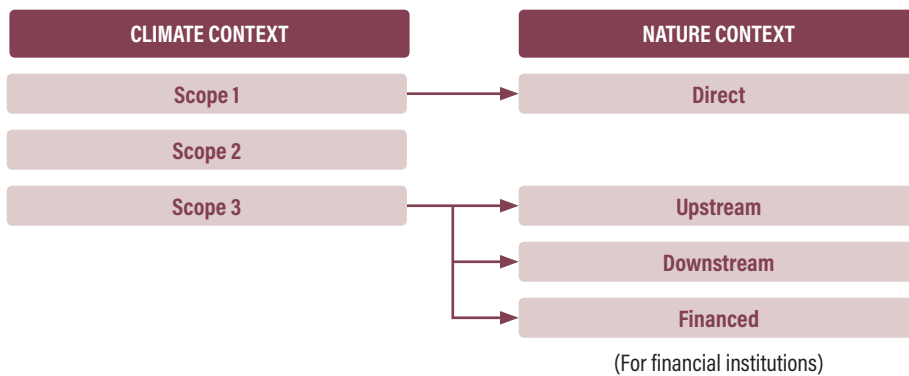 CLIMATE CONTEXT
NATURE CONTEXT
Scope 1
Direct
Scope 2
Scope 3
Upstream
Downstream
Financed
(For financial institutions)